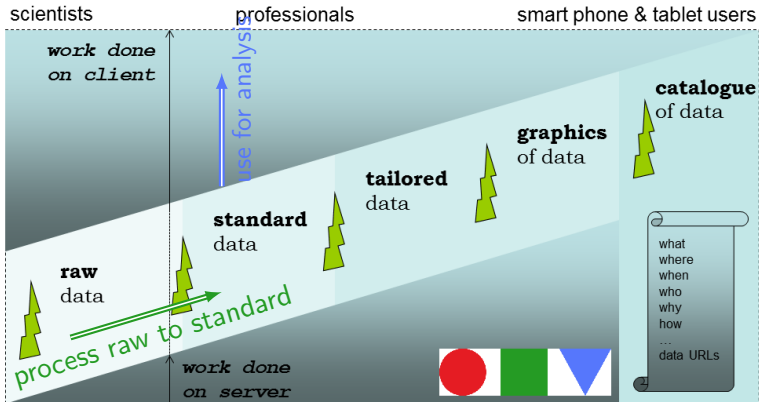 scientists
professionals
smart phone & tablet users
work done
on client
use for analysis
catalogue
of data
graphics
of data
tailored
data
standard
data
raw
data
process raw to standard
work done
on server
what
where
when
who
why
how
...
data URLs